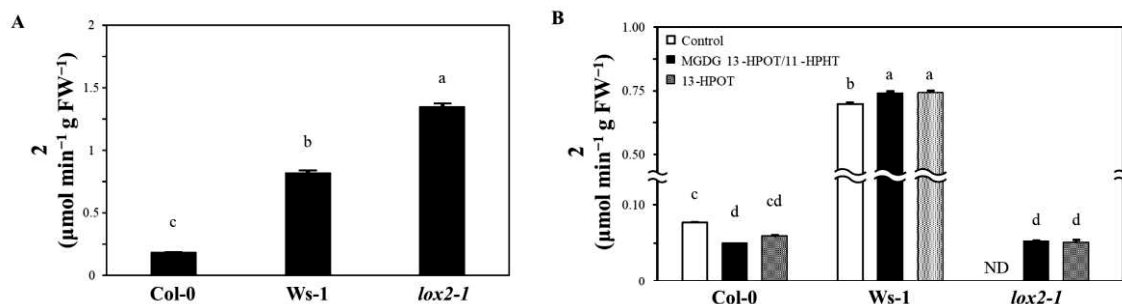 A
2
(μmol min⁻¹ g FW⁻¹)
2
1.5
1
0.5
0
c
b
a
Col-0
Ws-1
lox2-1
B
2
(μmol min⁻¹ g FW⁻¹)
1.00
0.75
0.50
0.10
0
Control
MGDG 13-HPOT/11-HPHT
13-HPOT
c
d
cd
b
a
a
ND
d
d
Col-0
Ws-1
lox2-1